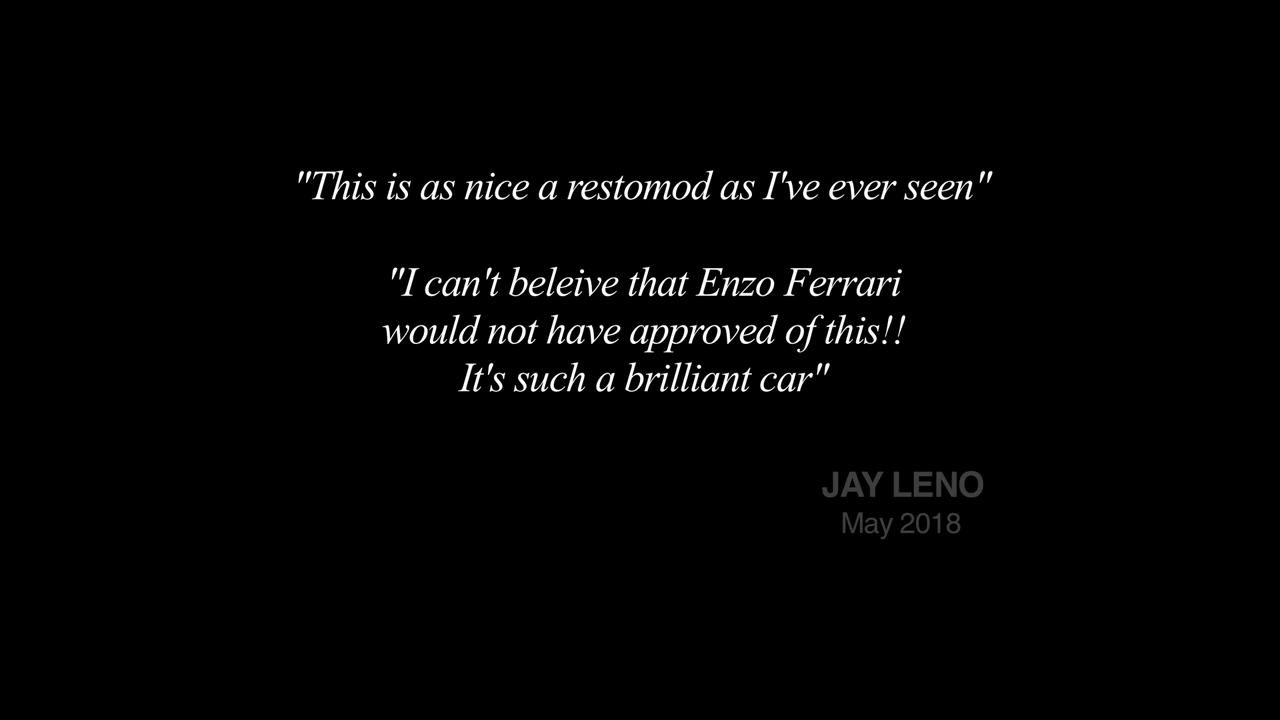 "This is as nice a restomod as I've ever seen"
"I can't beleive that Enzo Ferrari
would not have approved of this!!
It's such a brilliant car"
JAY LENO
May 2018